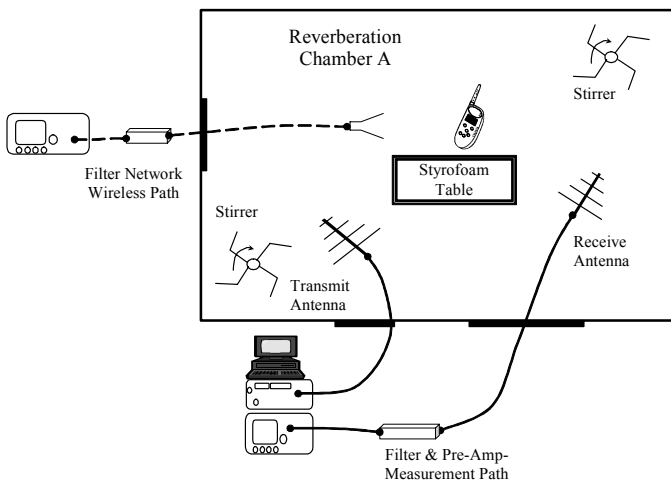 Reverberation
Chamber A
Stirrer
Filter Network
Wireless Path
Styrofoam
Table
Stirrer
Transmit
Antenna
Receive
Antenna
Filter & Pre-Amp-
Measurement Path